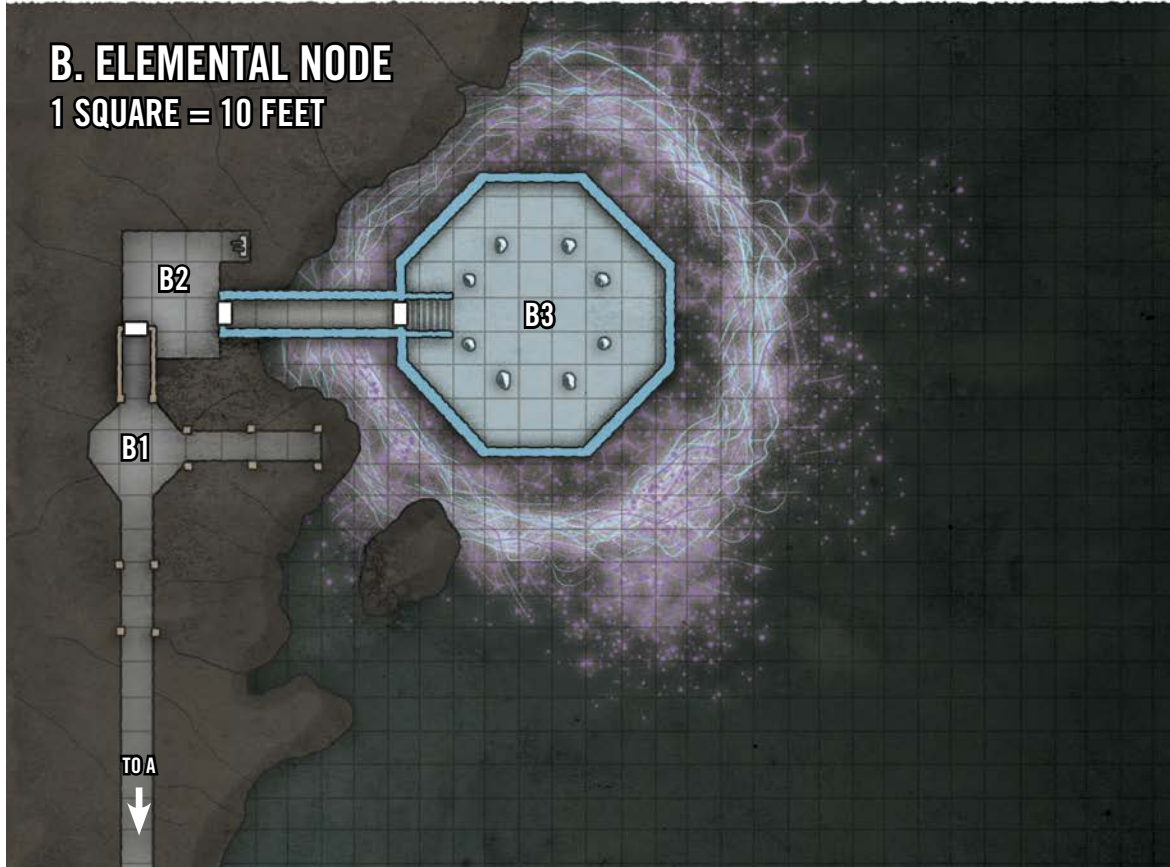 B. ELEMENTAL NODE
1 SQUARE = 10 FEET
B2
B3
B1
TO A